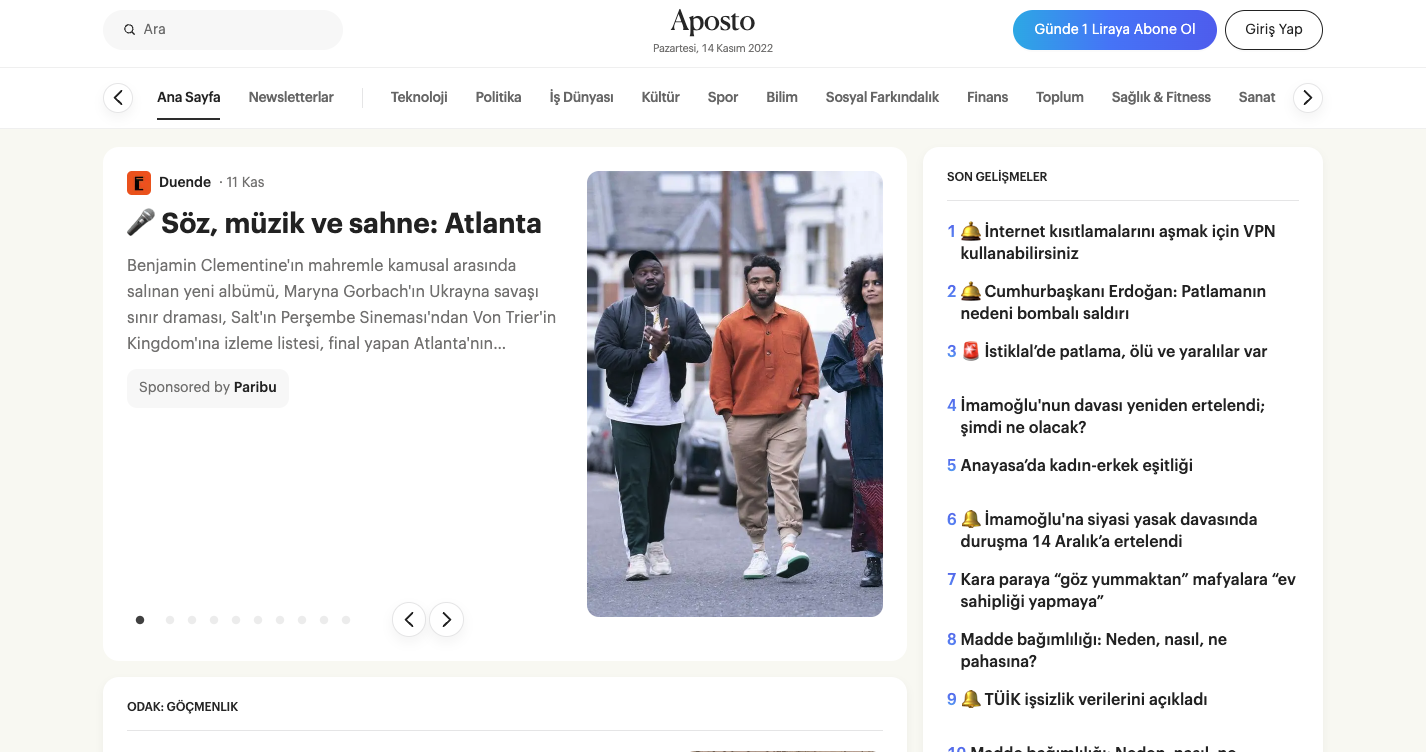 Ara
Aposto
Pazartesi, 14 Kasım 2022
Günde 1 Liraya Abone Ol
Giriş Yap
Ana Sayfa
Newsletterlar
Teknoloji
Politika
İş Dünyası
Kültür
Spor
Bilim
Sosyal Farkındalık
Finans
Toplum
Sağlık & Fitness
Sanat
Duende · 11 Kas
🎤 Söz, müzik ve sahne: Atlanta
Benjamin Clementine'ın mahremle kamusal arasında
salınan yeni albümü, Maryna Gorbach'ın Ukrayna savaşı
sınır draması, Salt'ın Perşembe Sineması'ndan Von Trier'in
Kingdom'ına izleme listesi, final yapan Atlanta'nın...
Sponsored by Paribu
ODAK: GÖÇMENLIK
SON GELİŞMELER
1 🛎 İnternet kısıtlamalarını aşmak için VPN
kullanabilirsiniz
2 🛎 Cumhurbaşkanı Erdoğan: Patlamanın
nedeni bombalı saldırı
3 🚨 İstiklal’de patlama, ölü ve yaralılar var
4 İmamoğlu'nun davası yeniden ertelendi;
şimdi ne olacak?
5 Anayasa’da kadın-erkek eşitliği
6 🔔 İmamoğlu'na siyasi yasak davasında
duruşma 14 Aralık’a ertelendi
7 Kara paraya “göz yummaktan” mafyalara “ev
sahipliği yapmaya”
8 Madde bağımlılığı: Neden, nasıl, ne
pahasına?
9 🔔 TÜİK işsizlik verilerini açıkladı
10 Madde bağımlılığı: Neden, nasıl, ne